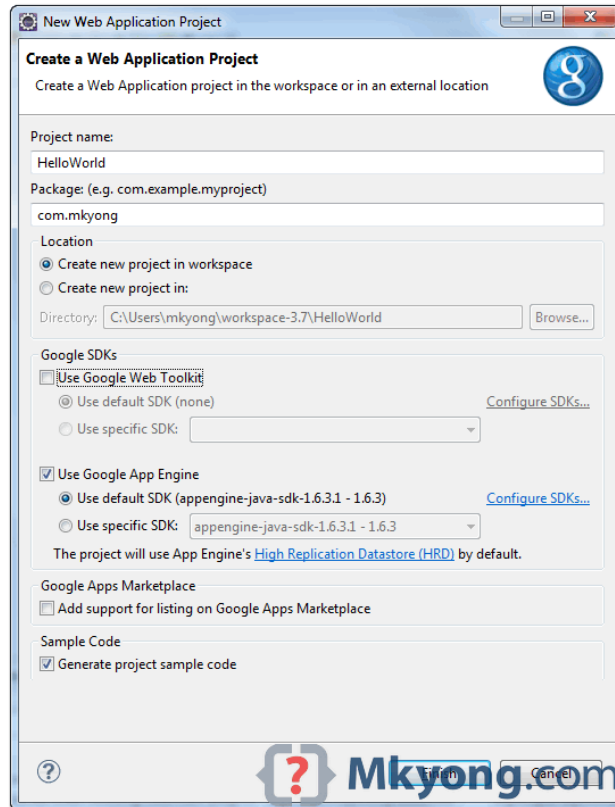 New Web Application Project
Create a Web Application Project
Create a Web Application project in the workspace or in an external location
Project name:
HelloWorld
Package: (e.g. com.example.myproject)
com.mkyong
Location
Create new project in workspace
Create new project in:
Directory: C:\Users\mkyong\workspace-3.7\HelloWorld Browse...
Google SDKs
Use Google Web Toolkit
Use default SDK (none) Configure SDKs...
Use specific SDK:
Use Google App Engine
Use default SDK (appengine-java-sdk-1.6.3.1 - 1.6.3) Configure SDKs...
Use specific SDK: appengine-java-sdk-1.6.3.1 - 1.6.3
The project will use App Engine's High Replication Datastore (HRD) by default.
Google Apps Marketplace
Add support for listing on Google Apps Marketplace
Sample Code
Generate project sample code
? Finish Cancel
{?} Mkyong.com